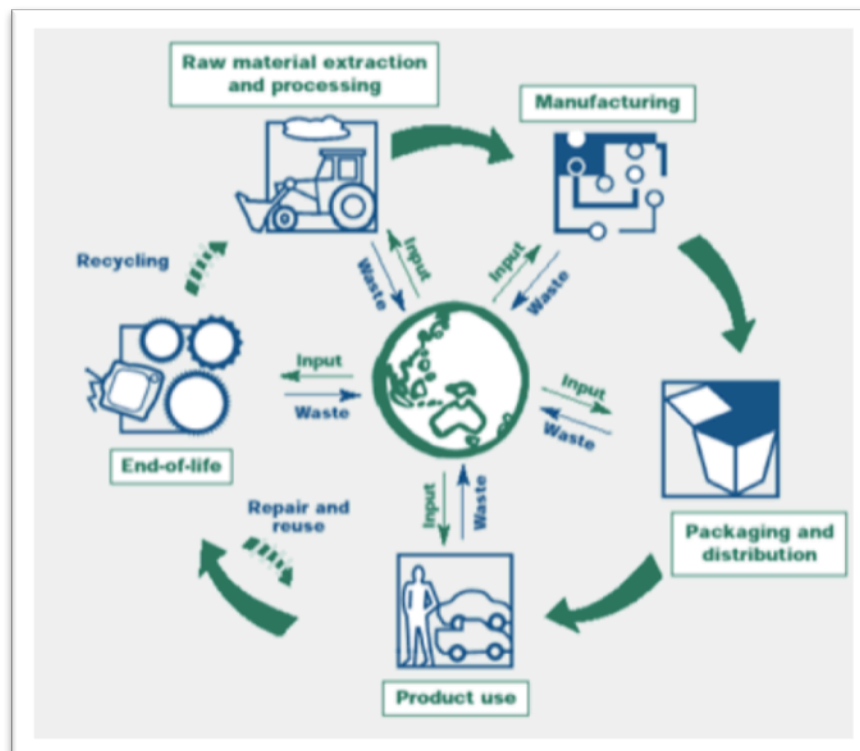 Raw material extraction
and processing
Manufacturing
Recycling
Input
Waste
Input
Waste
Input
Waste
Input
Waste
End-of-life
Repair and
reuse
Input
Waste
Packaging and
distribution
Product use